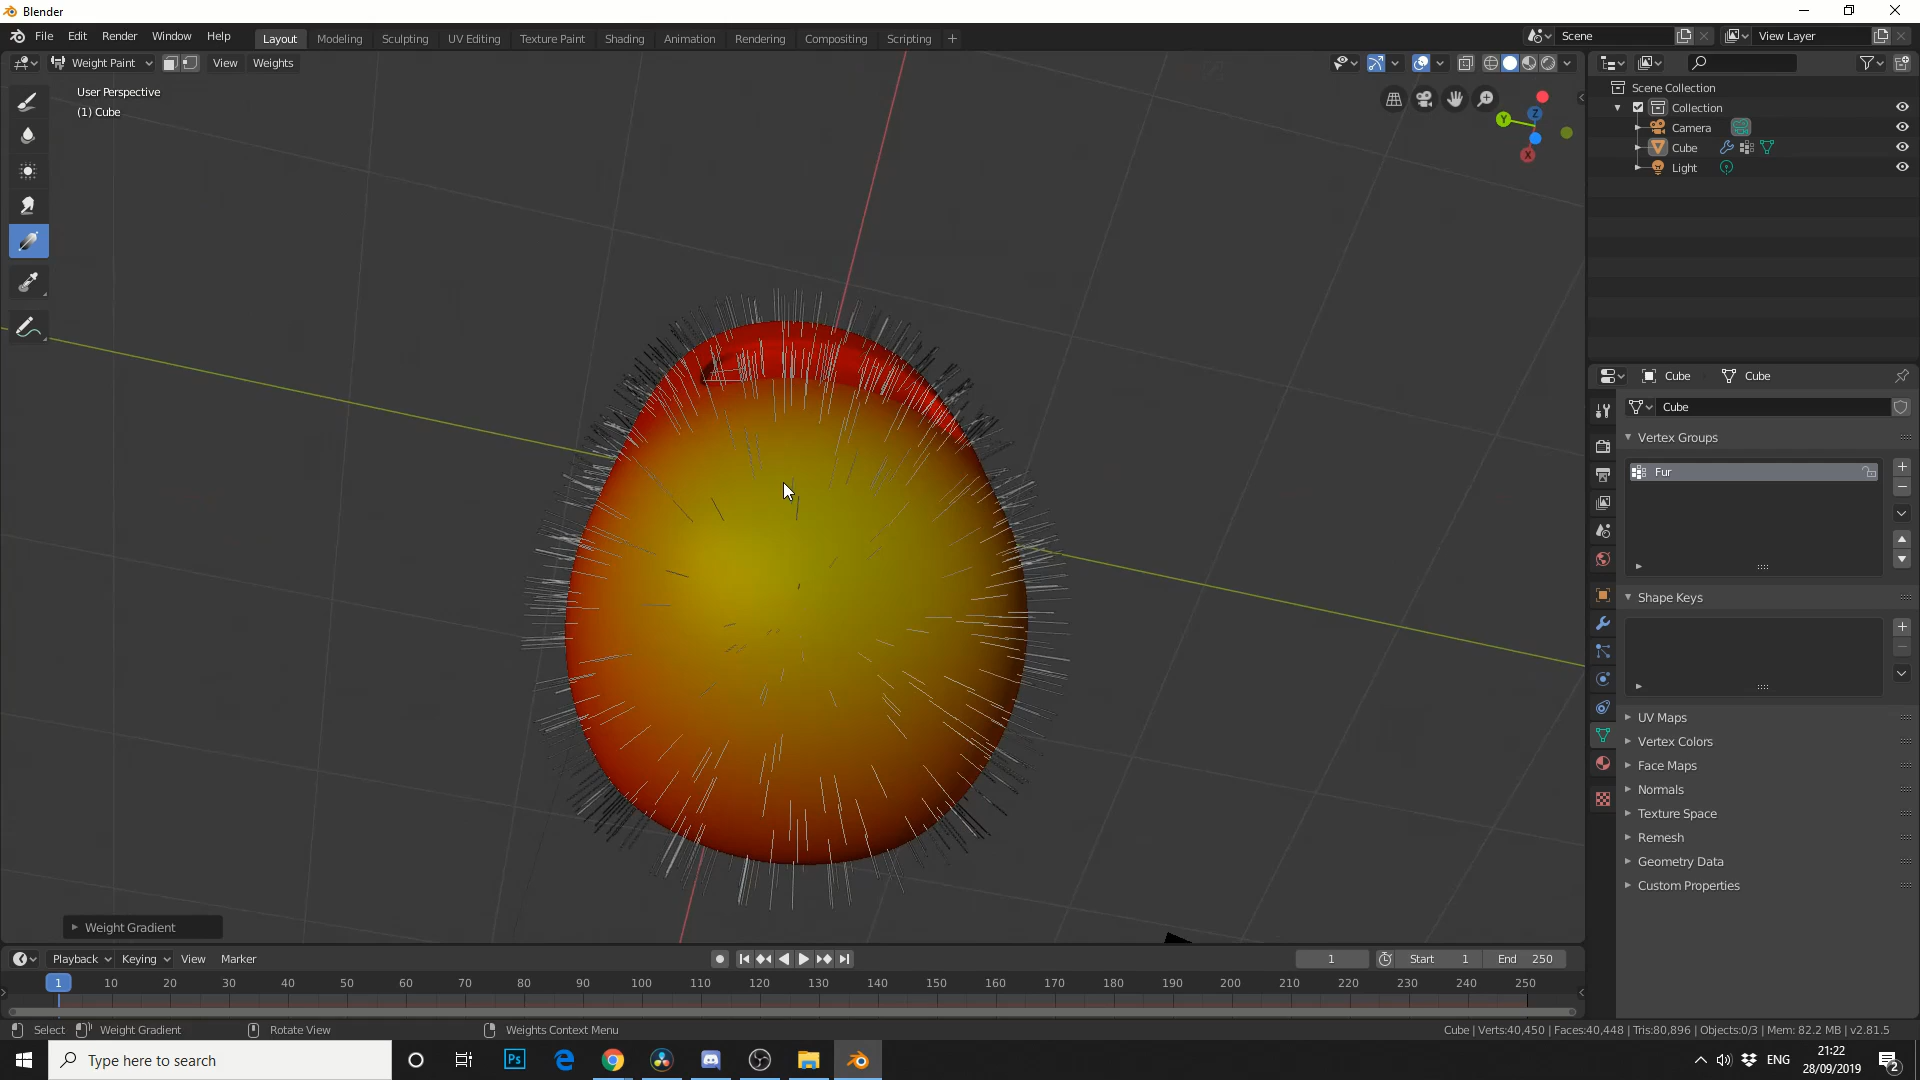 Blender
File Edit Render Window Help
Layout Modeling Sculpting UV Editing Texture Paint Shading Animation Rendering Compositing Scripting +
Scene
View Layer
Weight Paint View Weights
User Perspective
(1) Cube
Z
Y
X
Scene Collection
Collection
Camera
Cube
Light
Cube Cube
Cube
Vertex Groups
Fur
Shape Keys
UV Maps
Vertex Colors
Face Maps
Normals
Texture Space
Remesh
Geometry Data
Custom Properties
Weight Gradient
Playback Keying View Marker
1 Start 1 End 250
1 10 20 30 40 50 60 70 80 90 100 110 120 130 140 150 160 170 180 190 200 210 220 230 240 250
Select Weight Gradient Rotate View Weights Context Menu
Cube | Verts:40,450 | Faces:40,448 | Tris:80,896 | Objects:0/3 | Mem: 82.2 MB | v2.81.5
Type here to search
Ps
ENG
21:22
28/09/2019
2